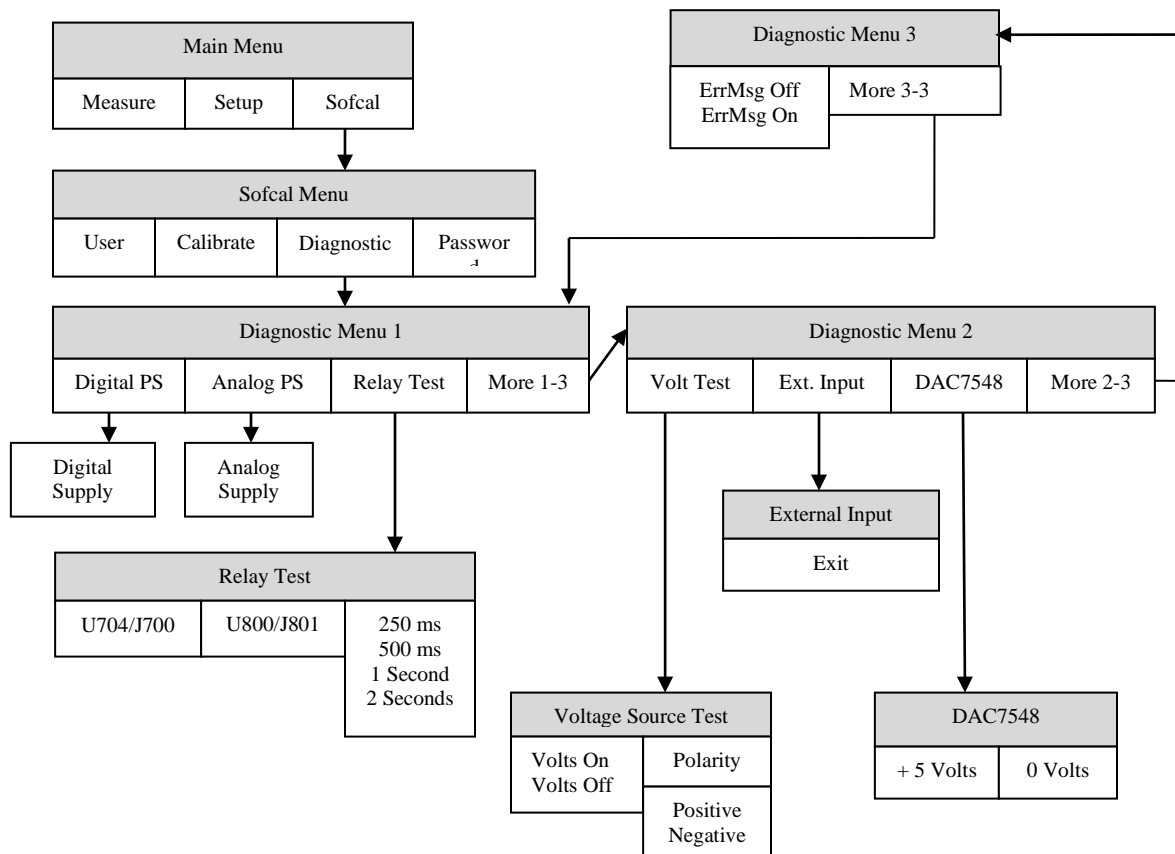 Main Menu
Measure
Setup
Sofcal
Diagnostic Menu 3
ErrMsg Off
ErrMsg On
More 3-3
Sofcal Menu
User
Calibrate
Diagnostic
Passwor
Diagnostic Menu 1
Digital PS
Analog PS
Relay Test
More 1-3
Diagnostic Menu 2
Volt Test
Ext. Input
DAC7548
More 2-3
Digital
Supply
Analog
Supply
External Input
Exit
Relay Test
U704/J700
U800/J801
250 ms
500 ms
1 Second
2 Seconds
Voltage Source Test
Volts On
Volts Off
Polarity
Positive
Negative
DAC7548
+ 5 Volts
0 Volts